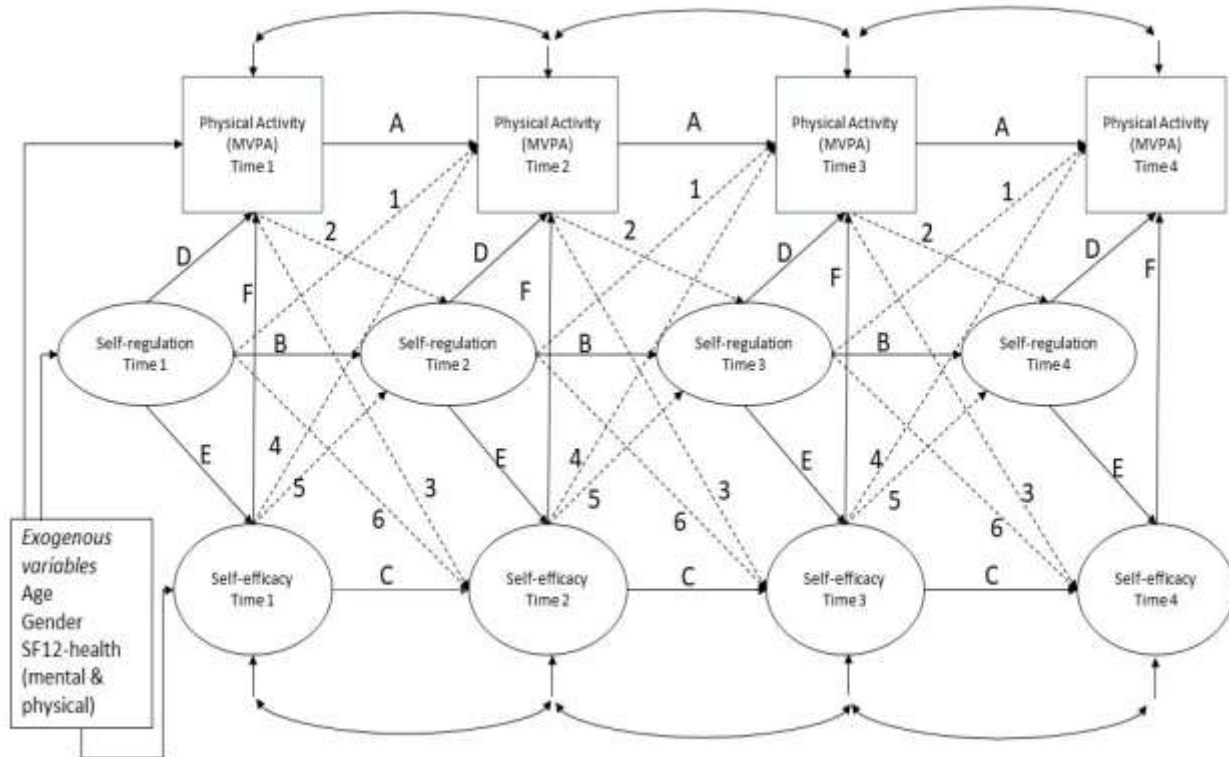 Physical Activity
(MVPA)
Time 1
A
Physical Activity
(MVPA)
Time 2
A
Physical Activity
(MVPA)
Time 3
A
Physical Activity
(MVPA)
Time 4
1
2
D
F
1
2
D
F
1
2
D
F
D
F
Self-regulation
Time 1
B
Self-regulation
Time 2
B
Self-regulation
Time 3
B
Self-regulation
Time 4
E
4
5
3
6
E
4
5
3
6
E
4
5
3
6
E
Exogenous
variables
Age
Gender
SF12-health
(mental &
physical)
Self-efficacy
Time 1
C
Self-efficacy
Time 2
C
Self-efficacy
Time 3
C
Self-efficacy
Time 4